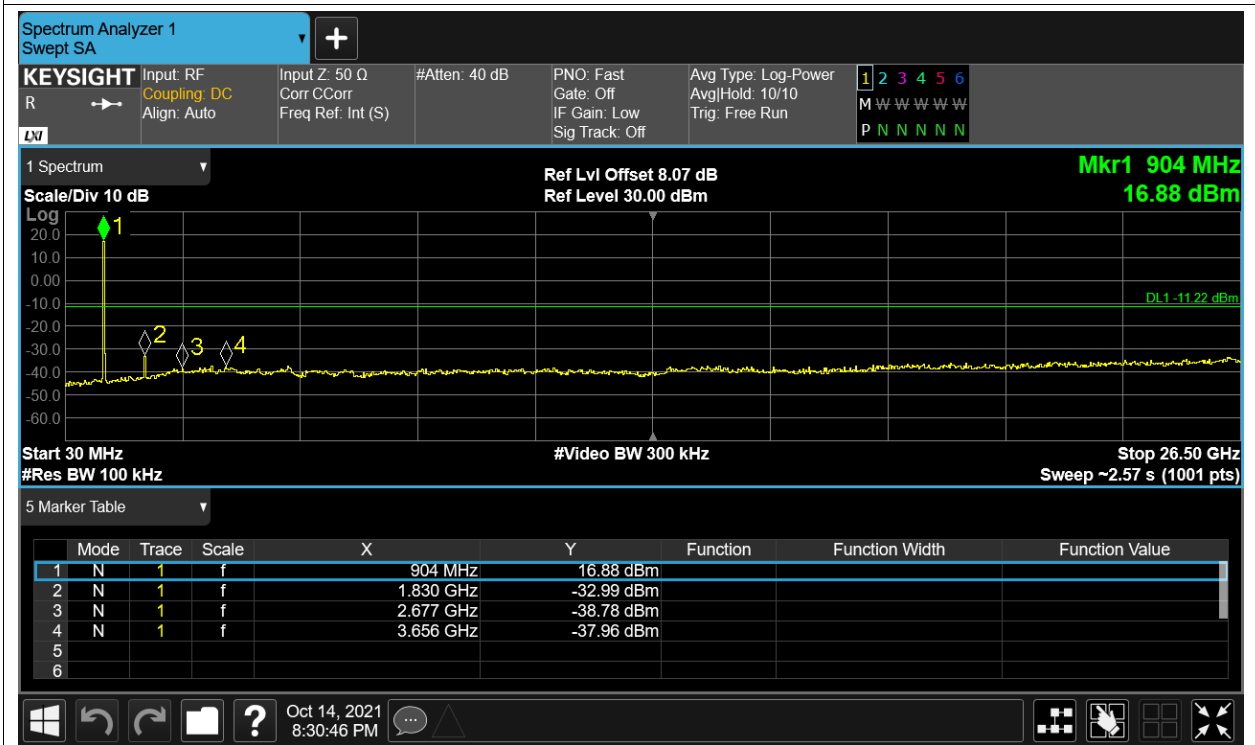 Spectrum Analyzer 1
Swept SA
KEYSIGHT
R
LXI
Input: RF
Coupling: DC
Align: Auto
Input Z: 50 Ω
Corr CCorr
Freq Ref: Int (S)
#Atten: 40 dB
PNO: Fast
Gate: Off
IF Gain: Low
Sig Track: Off
Avg Type: Log-Power
Avg|Hold: 10/10
Trig: Free Run
1 2 3 4 5 6
M W W W W W
P N N N N N
1 Spectrum
Scale/Div 10 dB
Ref Lvl Offset 8.07 dB
Ref Level 30.00 dBm
Mkr1 904 MHz
16.88 dBm
Log
20.0
10.0
0.00
-10.0
-20.0
-30.0
-40.0
-50.0
-60.0
1
2
3
4
DL1 -11.22 dBm
Start 30 MHz
#Res BW 100 kHz
#Video BW 300 kHz
Stop 26.50 GHz
Sweep ~2.57 s (1001 pts)
5 Marker Table
Mode Trace Scale X Y Function Function Width Function Value
1 N 1 f 904 MHz 16.88 dBm
2 N 1 f 1.830 GHz -32.99 dBm
3 N 1 f 2.677 GHz -38.78 dBm
4 N 1 f 3.656 GHz -37.96 dBm
5
6
?
Oct 14, 2021
8:30:46 PM